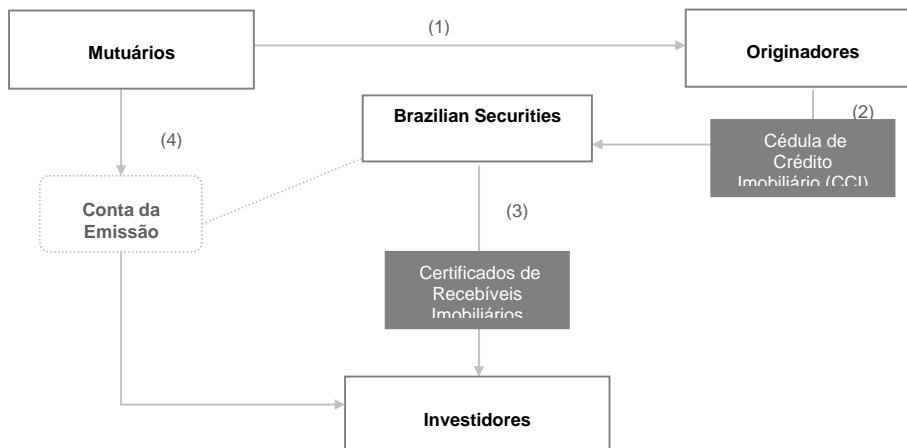 (1)
Mutuários
Originadores
(2)
Brazilian Securities
(4)
Cédula de
Crédito
Imobiliário (CCI)
Conta da
Emissão
(3)
Certificados de
Recebíveis
Imobiliários
Investidores